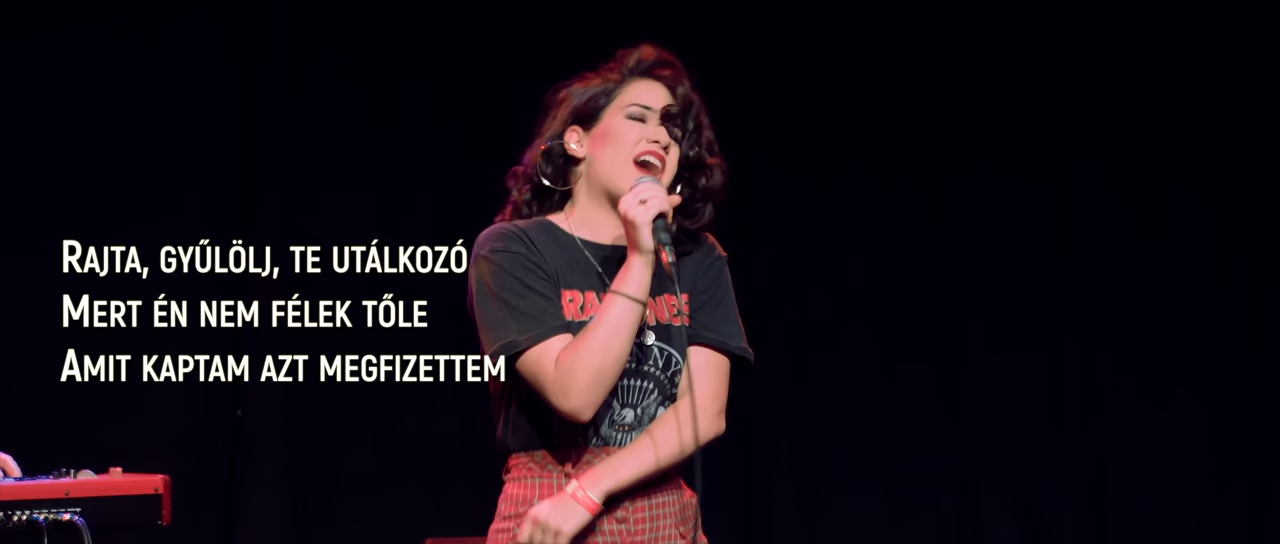 Rajta, gyűlölj, te utálkozó
Mert én nem félek tőle
Amit kaptam azt megfizettem